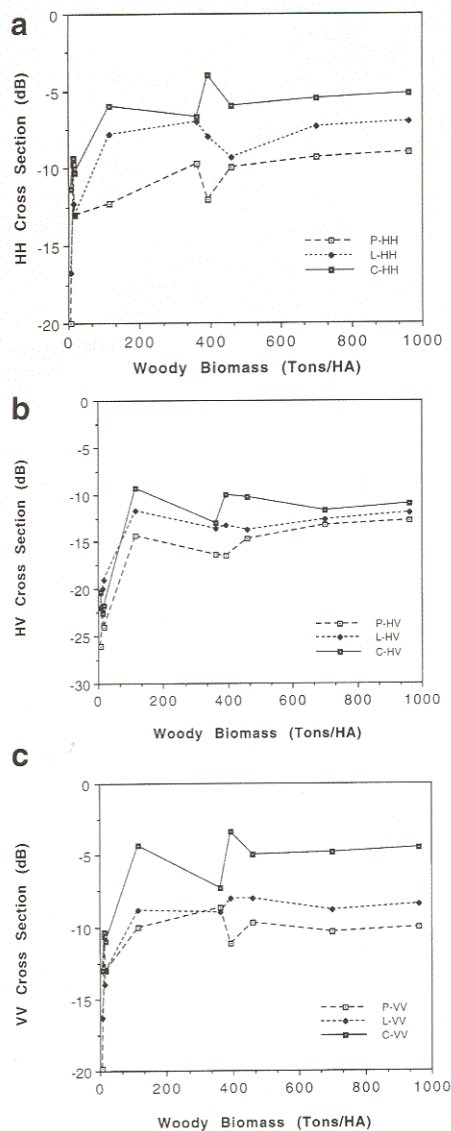 a
0
-5
-10
-15
-20
HH Cross Section (dB)
P-HH
L-HH
C-HH
0 200 400 600 800 1000
Woody Biomass (Tons/HA)
b
0
-5
-10
-15
-20
-25
-30
HV Cross Section (dB)
P-HV
L-HV
C-HV
0 200 400 600 800 1000
Woody Biomass (Tons/HA)
c
0
-5
-10
-15
-20
VV Cross Section (dB)
P-VV
L-VV
C-VV
0 200 400 600 800 1000
Woody Biomass (Tons/HA)